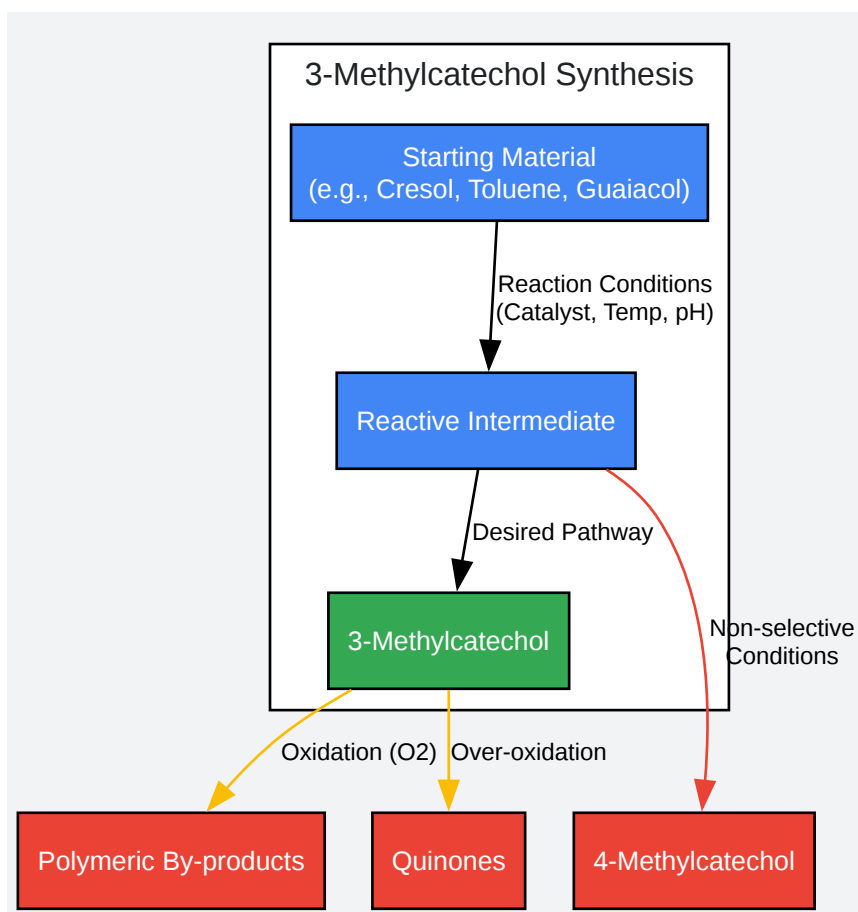 3-Methylcatechol Synthesis
Starting Material
(e.g., Cresol, Toluene, Guaiacol)
Reaction Conditions
(Catalyst, Temp, pH)
Reactive Intermediate
Desired Pathway
Non-selective
Conditions
3-Methylcatechol
Oxidation (O2)
Over-oxidation
Polymeric By-products
Quinones
4-Methylcatechol